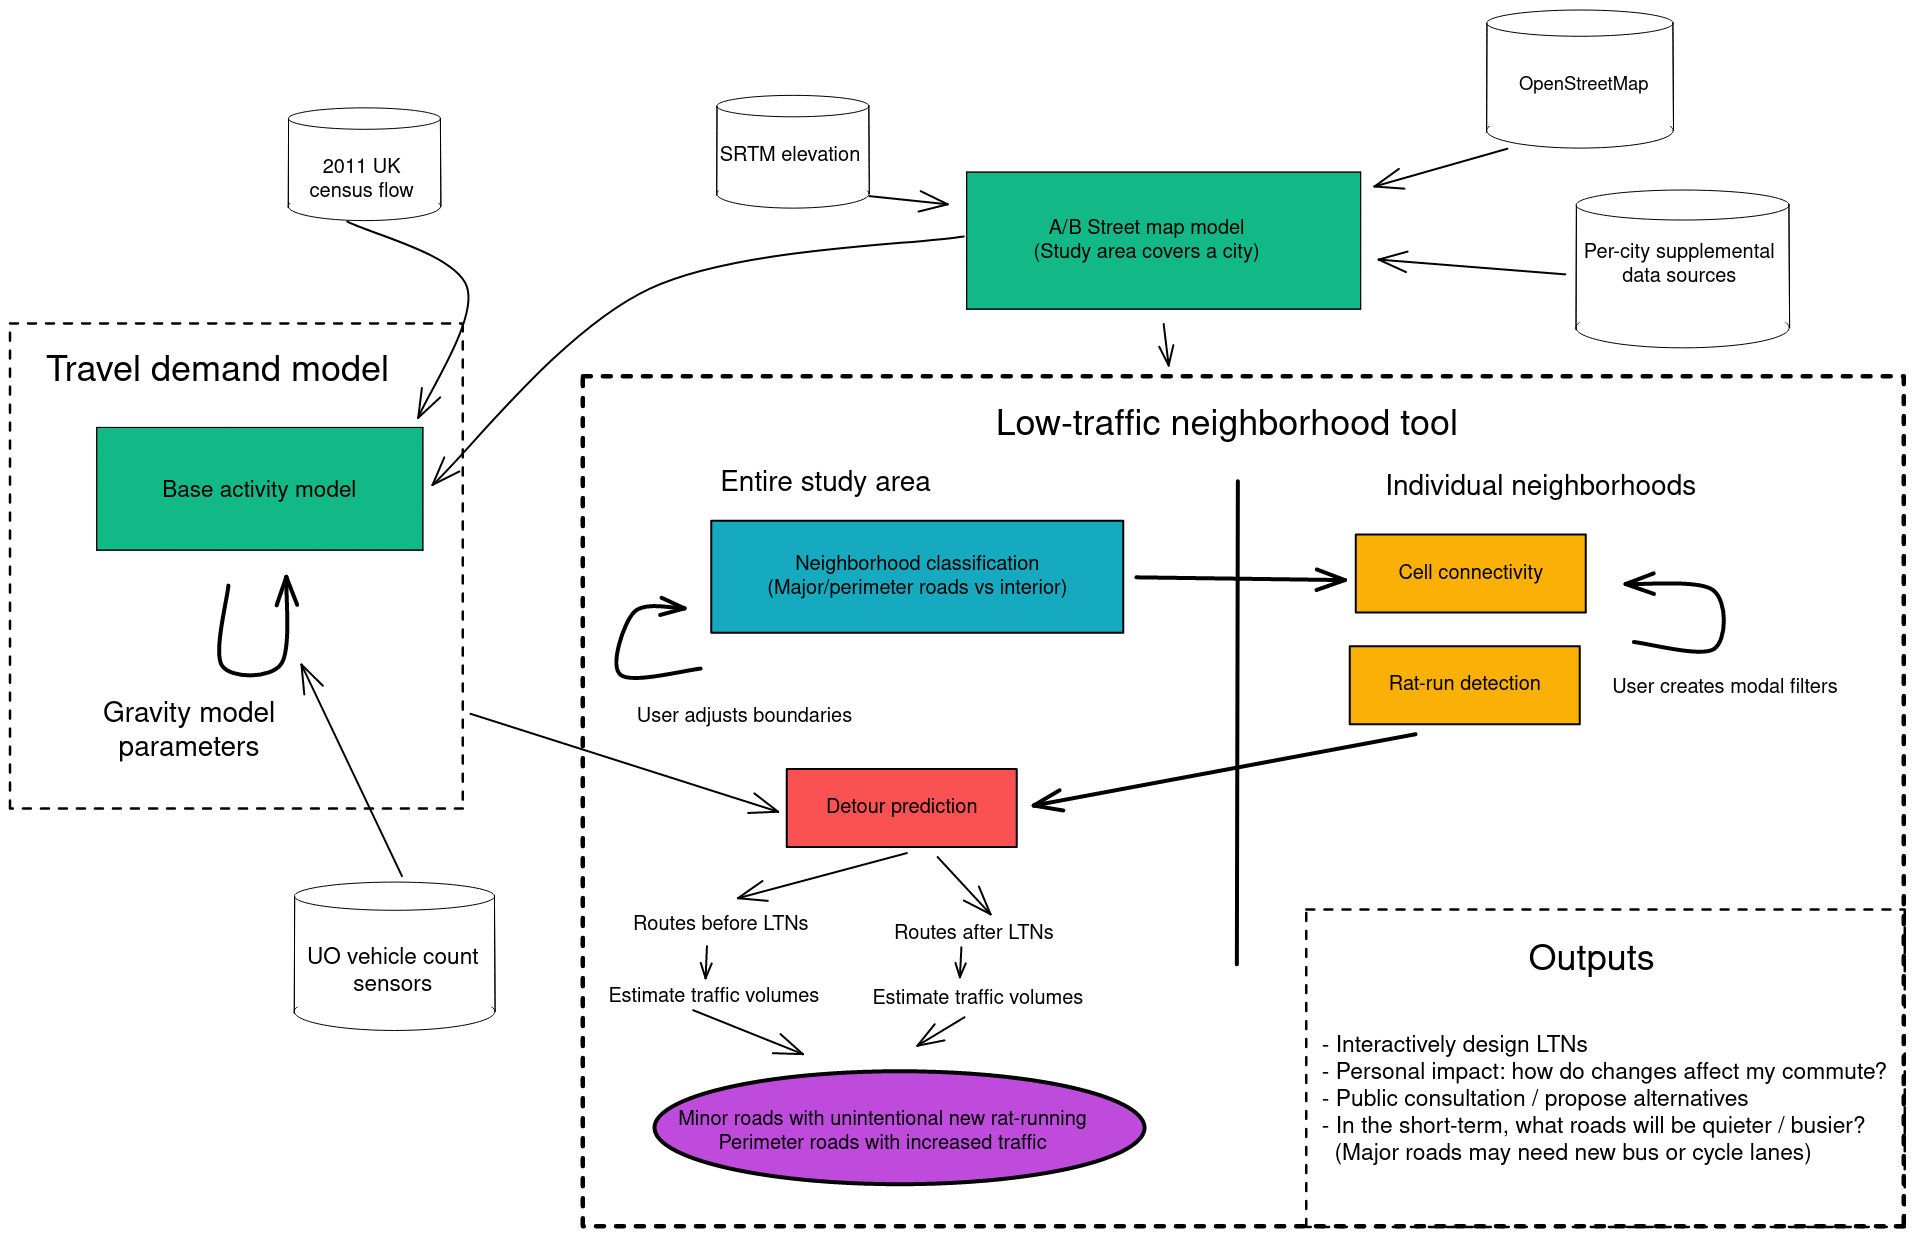 OpenStreetMap
SRTM elevation
2011 UK
census flow
A/B Street map model
(Study area covers a city)
Per-city supplemental
data sources
Travel demand model
Base activity model
Gravity model
parameters
UO vehicle count
sensors
Low-traffic neighborhood tool
Entire study area
Neighborhood classification
(Major/perimeter roads vs interior)
User adjusts boundaries
Individual neighborhoods
Cell connectivity
Rat-run detection
User creates modal filters
Detour prediction
Routes before LTNs
Routes after LTNs
Estimate traffic volumes
Estimate traffic volumes
Minor roads with unintentional new rat-running
Perimeter roads with increased traffic
Outputs
- Interactively design LTNs
- Personal impact: how do changes affect my commute?
- Public consultation / propose alternatives
- In the short-term, what roads will be quieter / busier?
(Major roads may need new bus or cycle lanes)